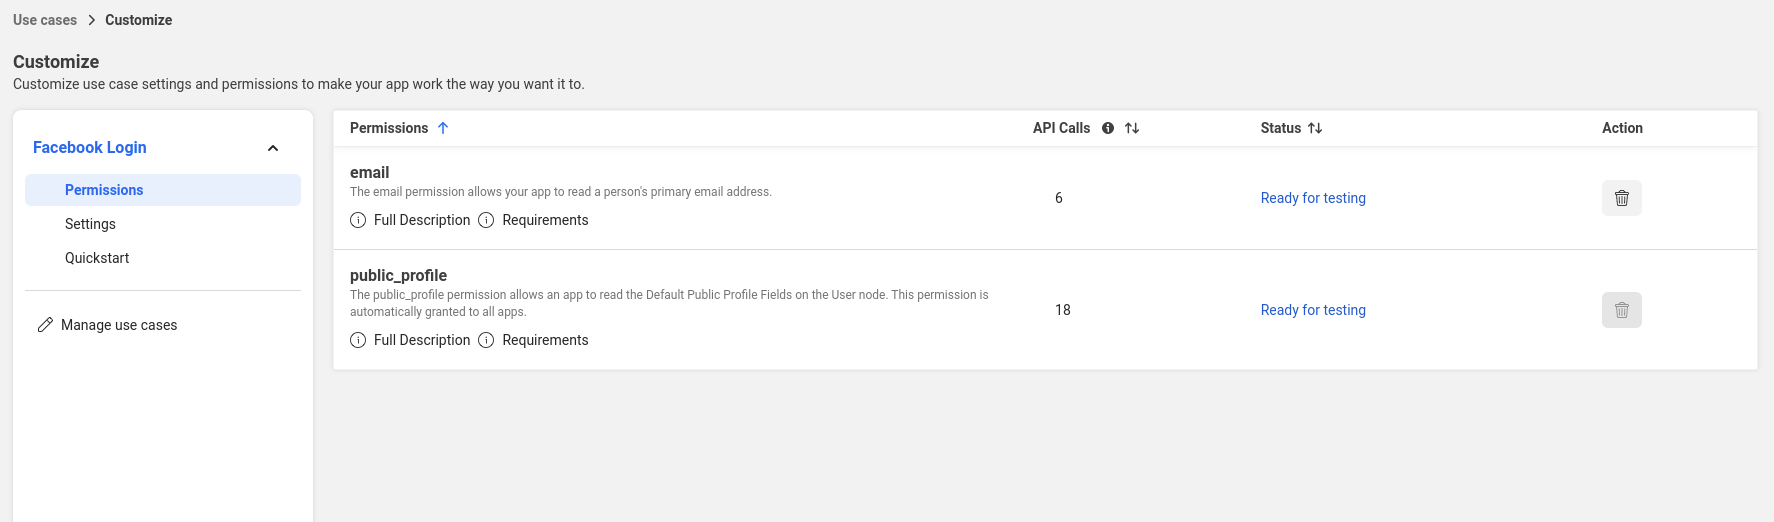 Use cases > Customize
Customize
Customize use case settings and permissions to make your app work the way you want it to.
Facebook Login
Permissions
Settings
Quickstart
Manage use cases
Permissions API Calls Status Action
email
The email permission allows your app to read a person's primary email address.
6 Ready for testing
Full Description Requirements
public_profile
The public_profile permission allows an app to read the Default Public Profile Fields on the User node. This permission is
automatically granted to all apps.
18 Ready for testing
Full Description Requirements